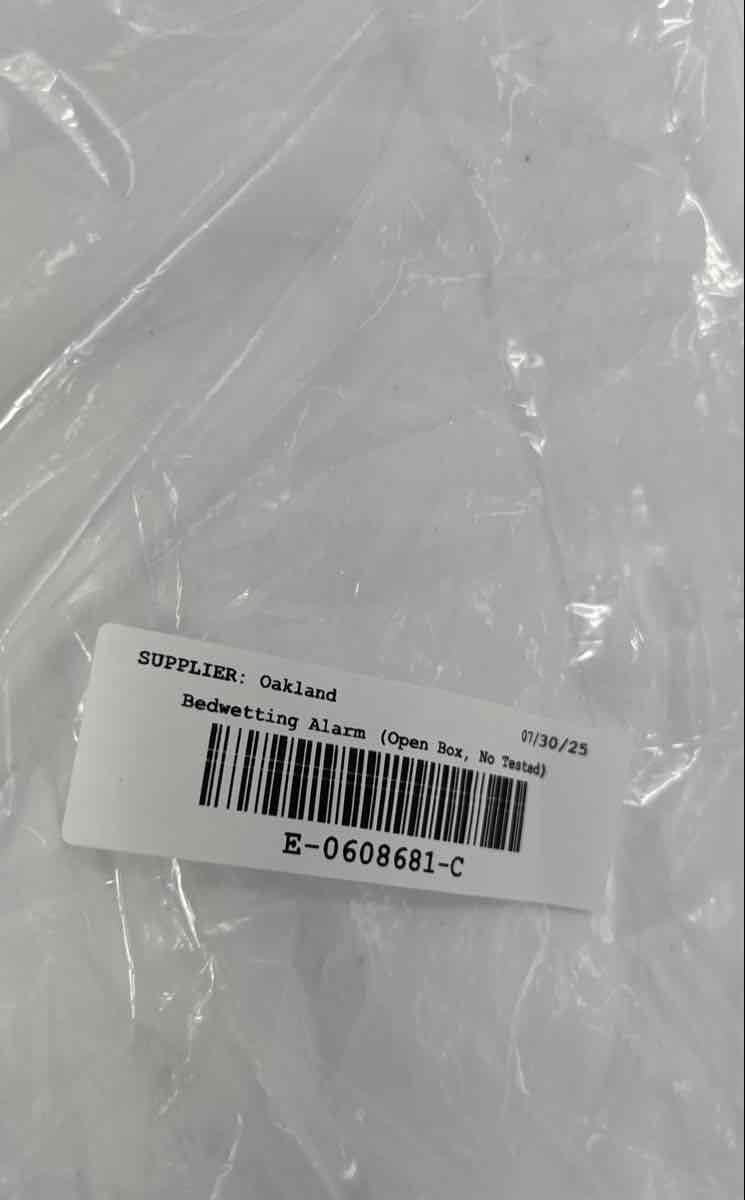 SUPPLIER: Oakland
07/30/25
Bedwetting Alarm (Open Box, No Tested)
E-0608681-C